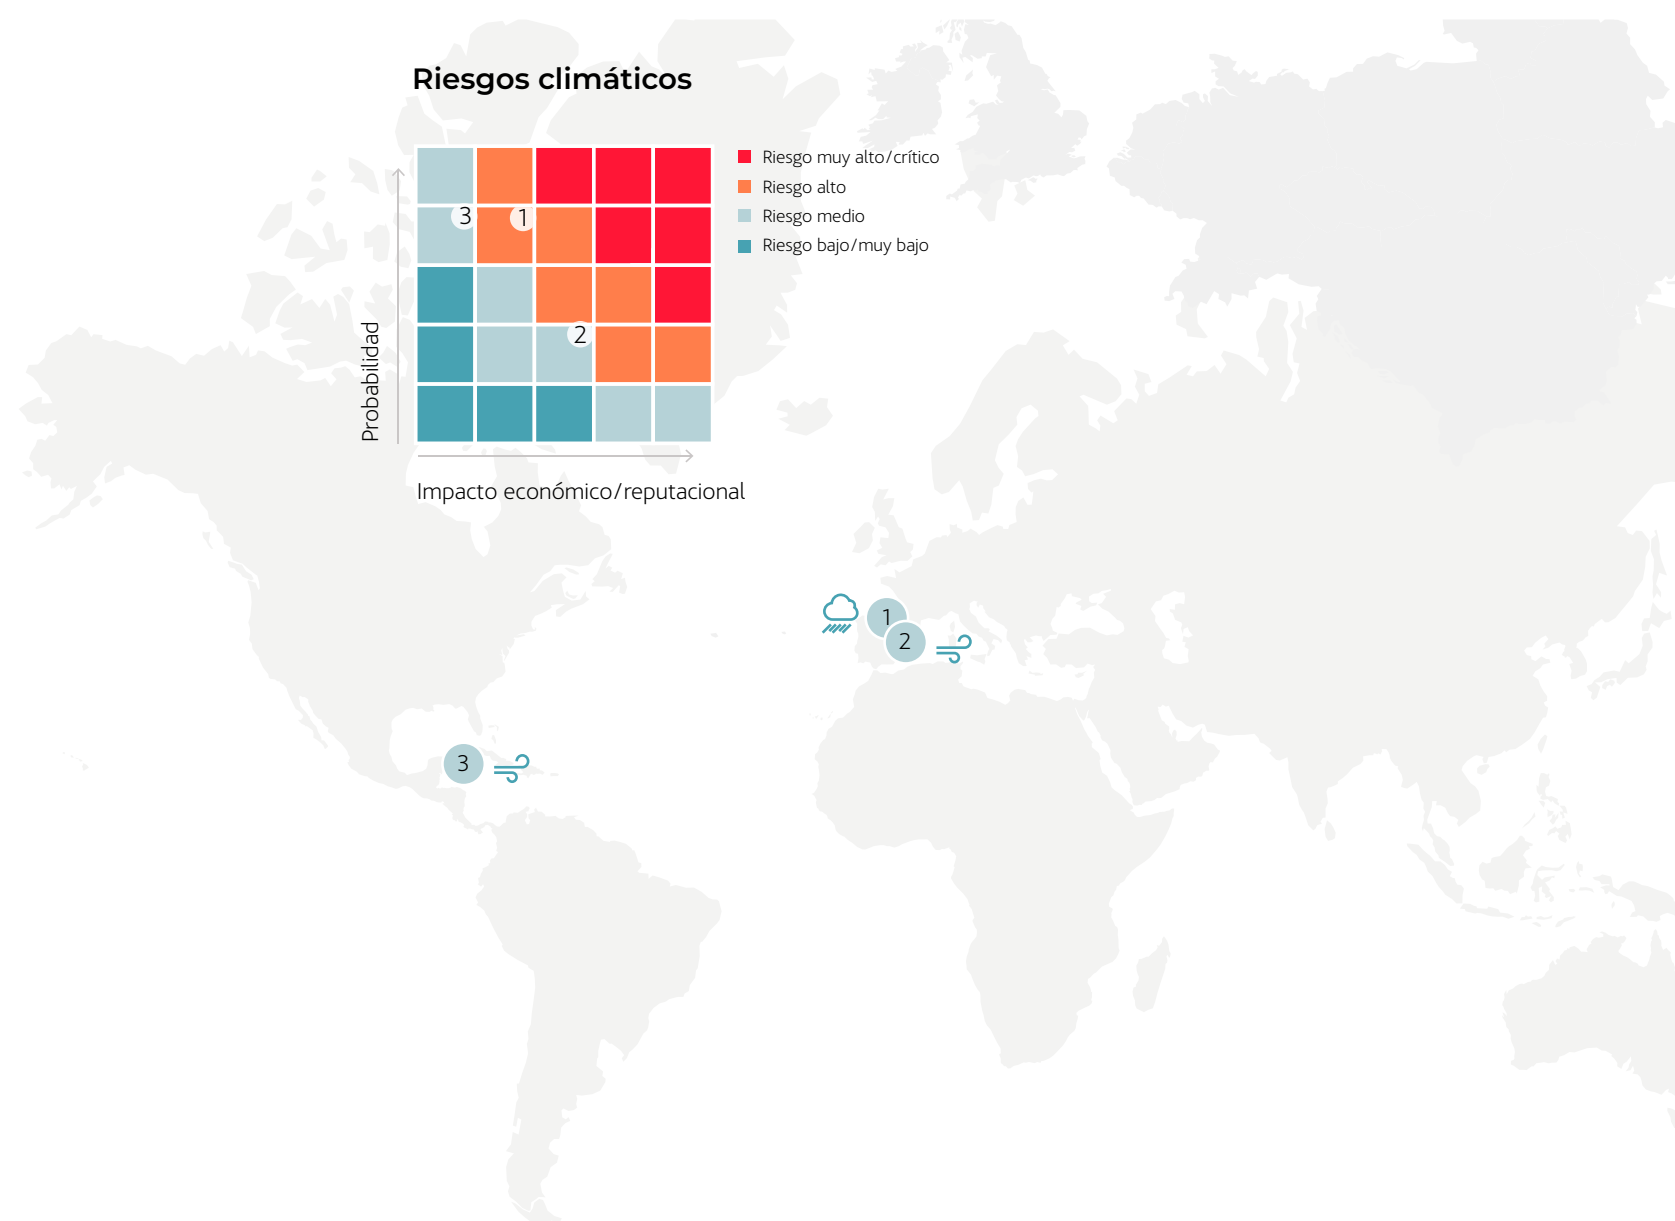 Riesgos climáticos
Riesgo muy alto/crítico
Riesgo alto
Riesgo medio
Riesgo bajo/muy bajo
3
1
2
Probabilidad
Impacto económico/reputacional
1
2
3